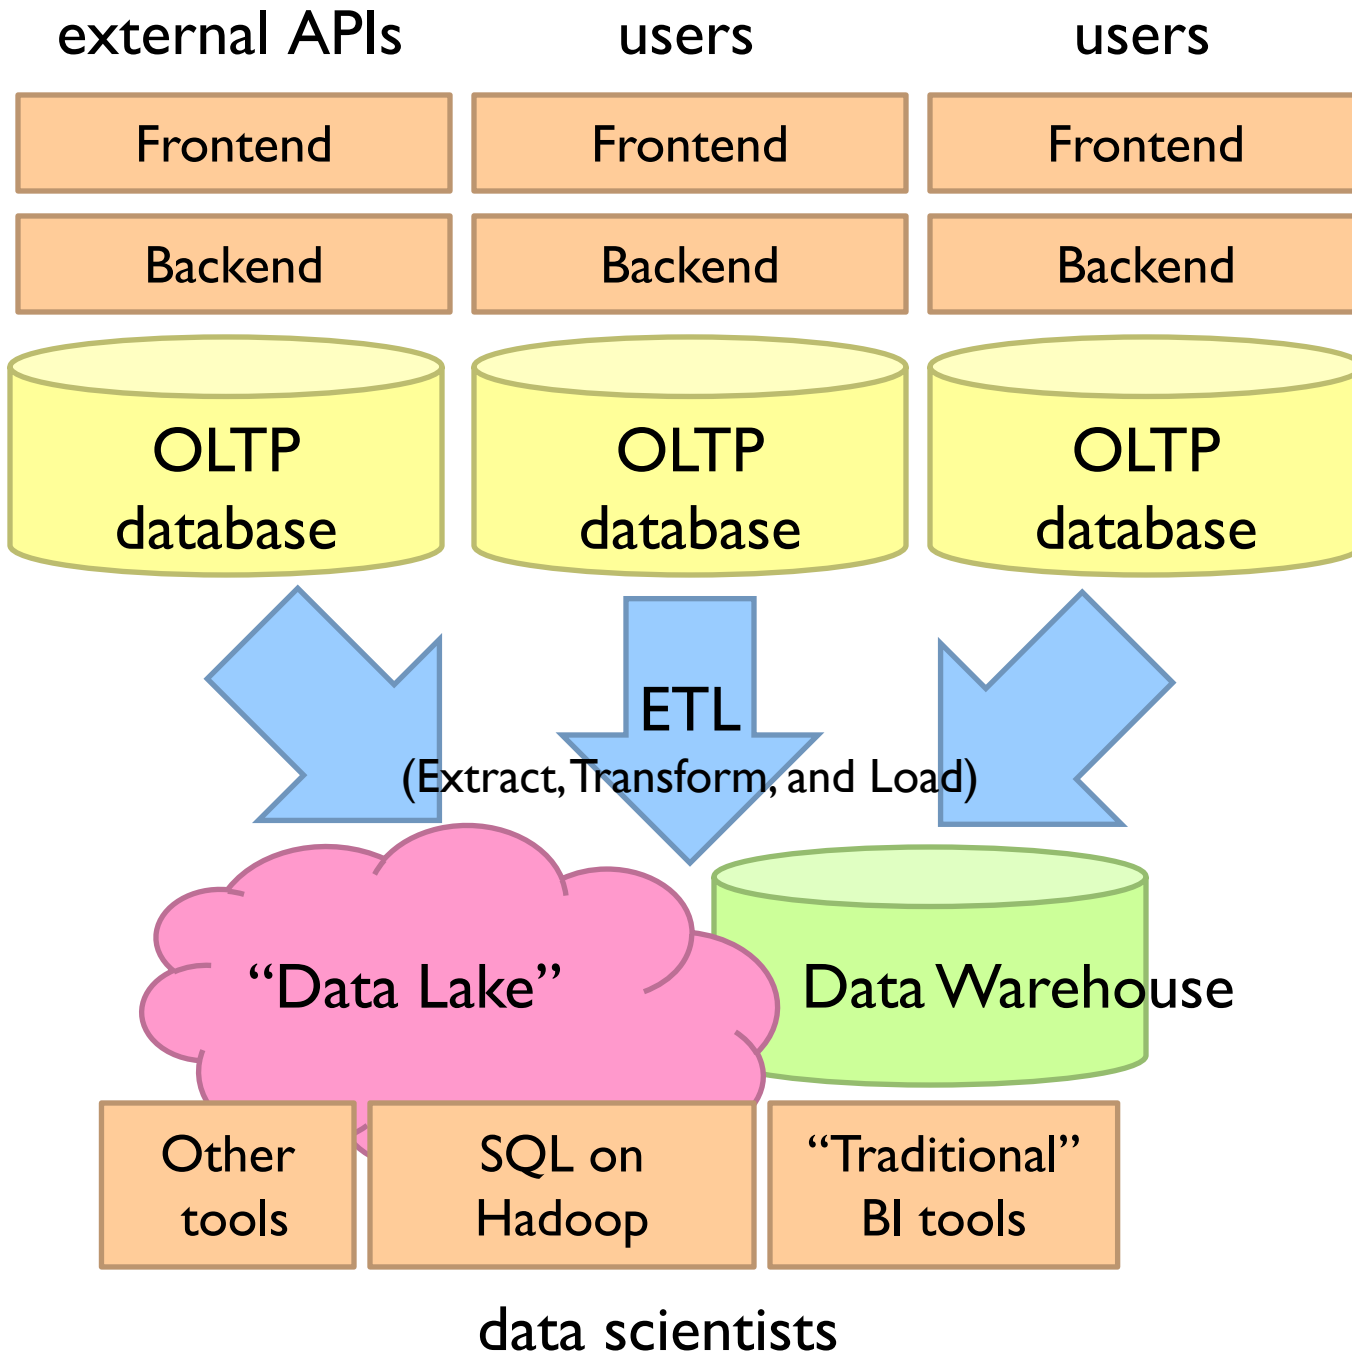 external APIs
users
users
Frontend
Frontend
Frontend
Backend
Backend
Backend
OLTP
database
OLTP
database
OLTP
database
ETL
(Extract, Transform, and Load)
“Data Lake”
Data Warehouse
Other
tools
SQL on
Hadoop
“Traditional”
BI tools
data scientists